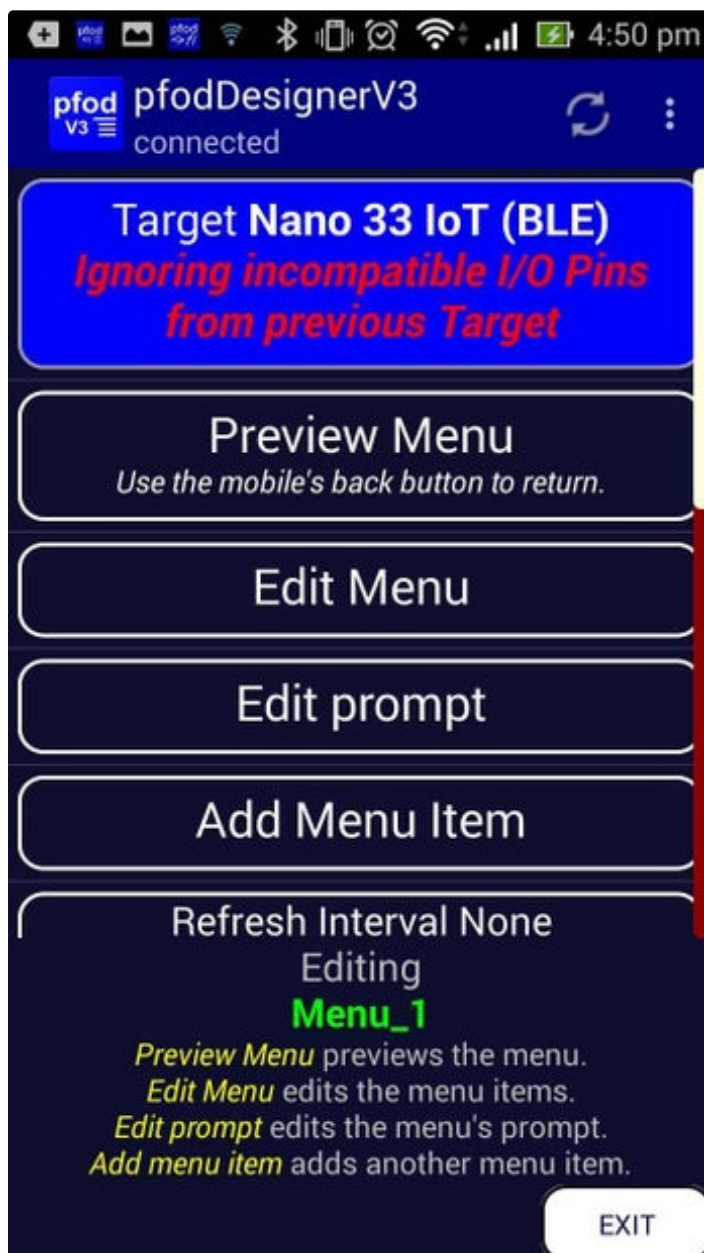 4:50 pm
pfod
V3
pfodDesignerV3
connected
Target Nano 33 IoT (BLE)
Ignoring incompatible I/O Pins
from previous Target
Preview Menu
Use the mobile's back button to return.
Edit Menu
Edit prompt
Add Menu Item
Refresh Interval None
Editing
Menu_1
Preview Menu previews the menu.
Edit Menu edits the menu items.
Edit prompt edits the menu's prompt.
Add menu item adds another menu item.
EXIT